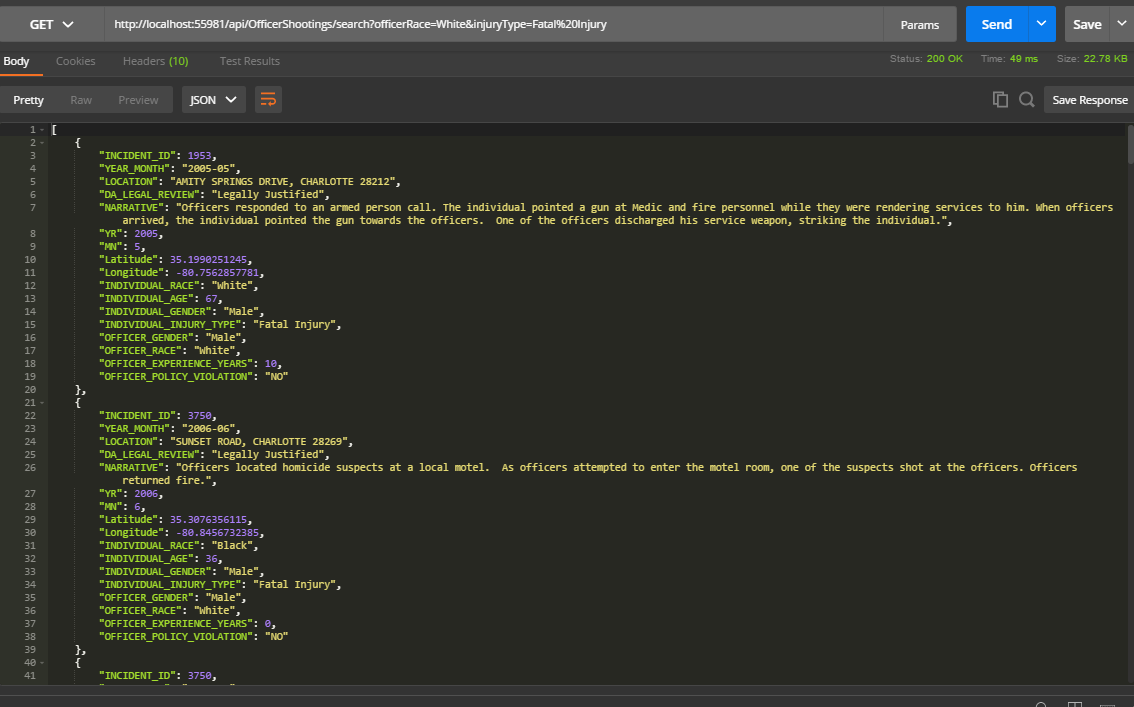 GET http://localhost:55981/api/OfficerShootings/search?officerRace=White&injuryType=Fatal%20Injury Params Send Save
Body Cookies Headers (10) Test Results Status: 200 OK Time: 49 ms Size: 22.78 KB
Pretty Raw Preview JSON Save Response
1 [
2 {
3 "INCIDENT_ID": 1953,
4 "YEAR_MONTH": "2005-05",
5 "LOCATION": "AMITY SPRINGS DRIVE, CHARLOTTE 28212",
6 "DA_LEGAL_REVIEW": "Legally Justified",
7 "NARRATIVE": "Officers responded to an armed person call. The individual pointed a gun at Medic and fire personnel while they were rendering services to him. When officers
arrived, the individual pointed the gun towards the officers.  One of the officers discharged his service weapon, striking the individual.",
8 "YR": 2005,
9 "MN": 5,
10 "Latitude": 35.1990251245,
11 "Longitude": -80.7562857781,
12 "INDIVIDUAL_RACE": "White",
13 "INDIVIDUAL_AGE": 67,
14 "INDIVIDUAL_GENDER": "Male",
15 "INDIVIDUAL_INJURY_TYPE": "Fatal Injury",
16 "OFFICER_GENDER": "Male",
17 "OFFICER_RACE": "White",
18 "OFFICER_EXPERIENCE_YEARS": 10,
19 "OFFICER_POLICY_VIOLATION": "NO"
20 },
21 {
22 "INCIDENT_ID": 3750,
23 "YEAR_MONTH": "2006-06",
24 "LOCATION": "SUNSET ROAD, CHARLOTTE 28269",
25 "DA_LEGAL_REVIEW": "Legally Justified",
26 "NARRATIVE": "Officers located homicide suspects at a local motel.  As officers attempted to enter the motel room, one of the suspects shot at the officers. Officers
returned fire.",
27 "YR": 2006,
28 "MN": 6,
29 "Latitude": 35.3076356115,
30 "Longitude": -80.8456732385,
31 "INDIVIDUAL_RACE": "Black",
32 "INDIVIDUAL_AGE": 36,
33 "INDIVIDUAL_GENDER": "Male",
34 "INDIVIDUAL_INJURY_TYPE": "Fatal Injury",
35 "OFFICER_GENDER": "Male",
36 "OFFICER_RACE": "White",
37 "OFFICER_EXPERIENCE_YEARS": 0,
38 "OFFICER_POLICY_VIOLATION": "NO"
39 },
40 {
41 "INCIDENT_ID": 3750,